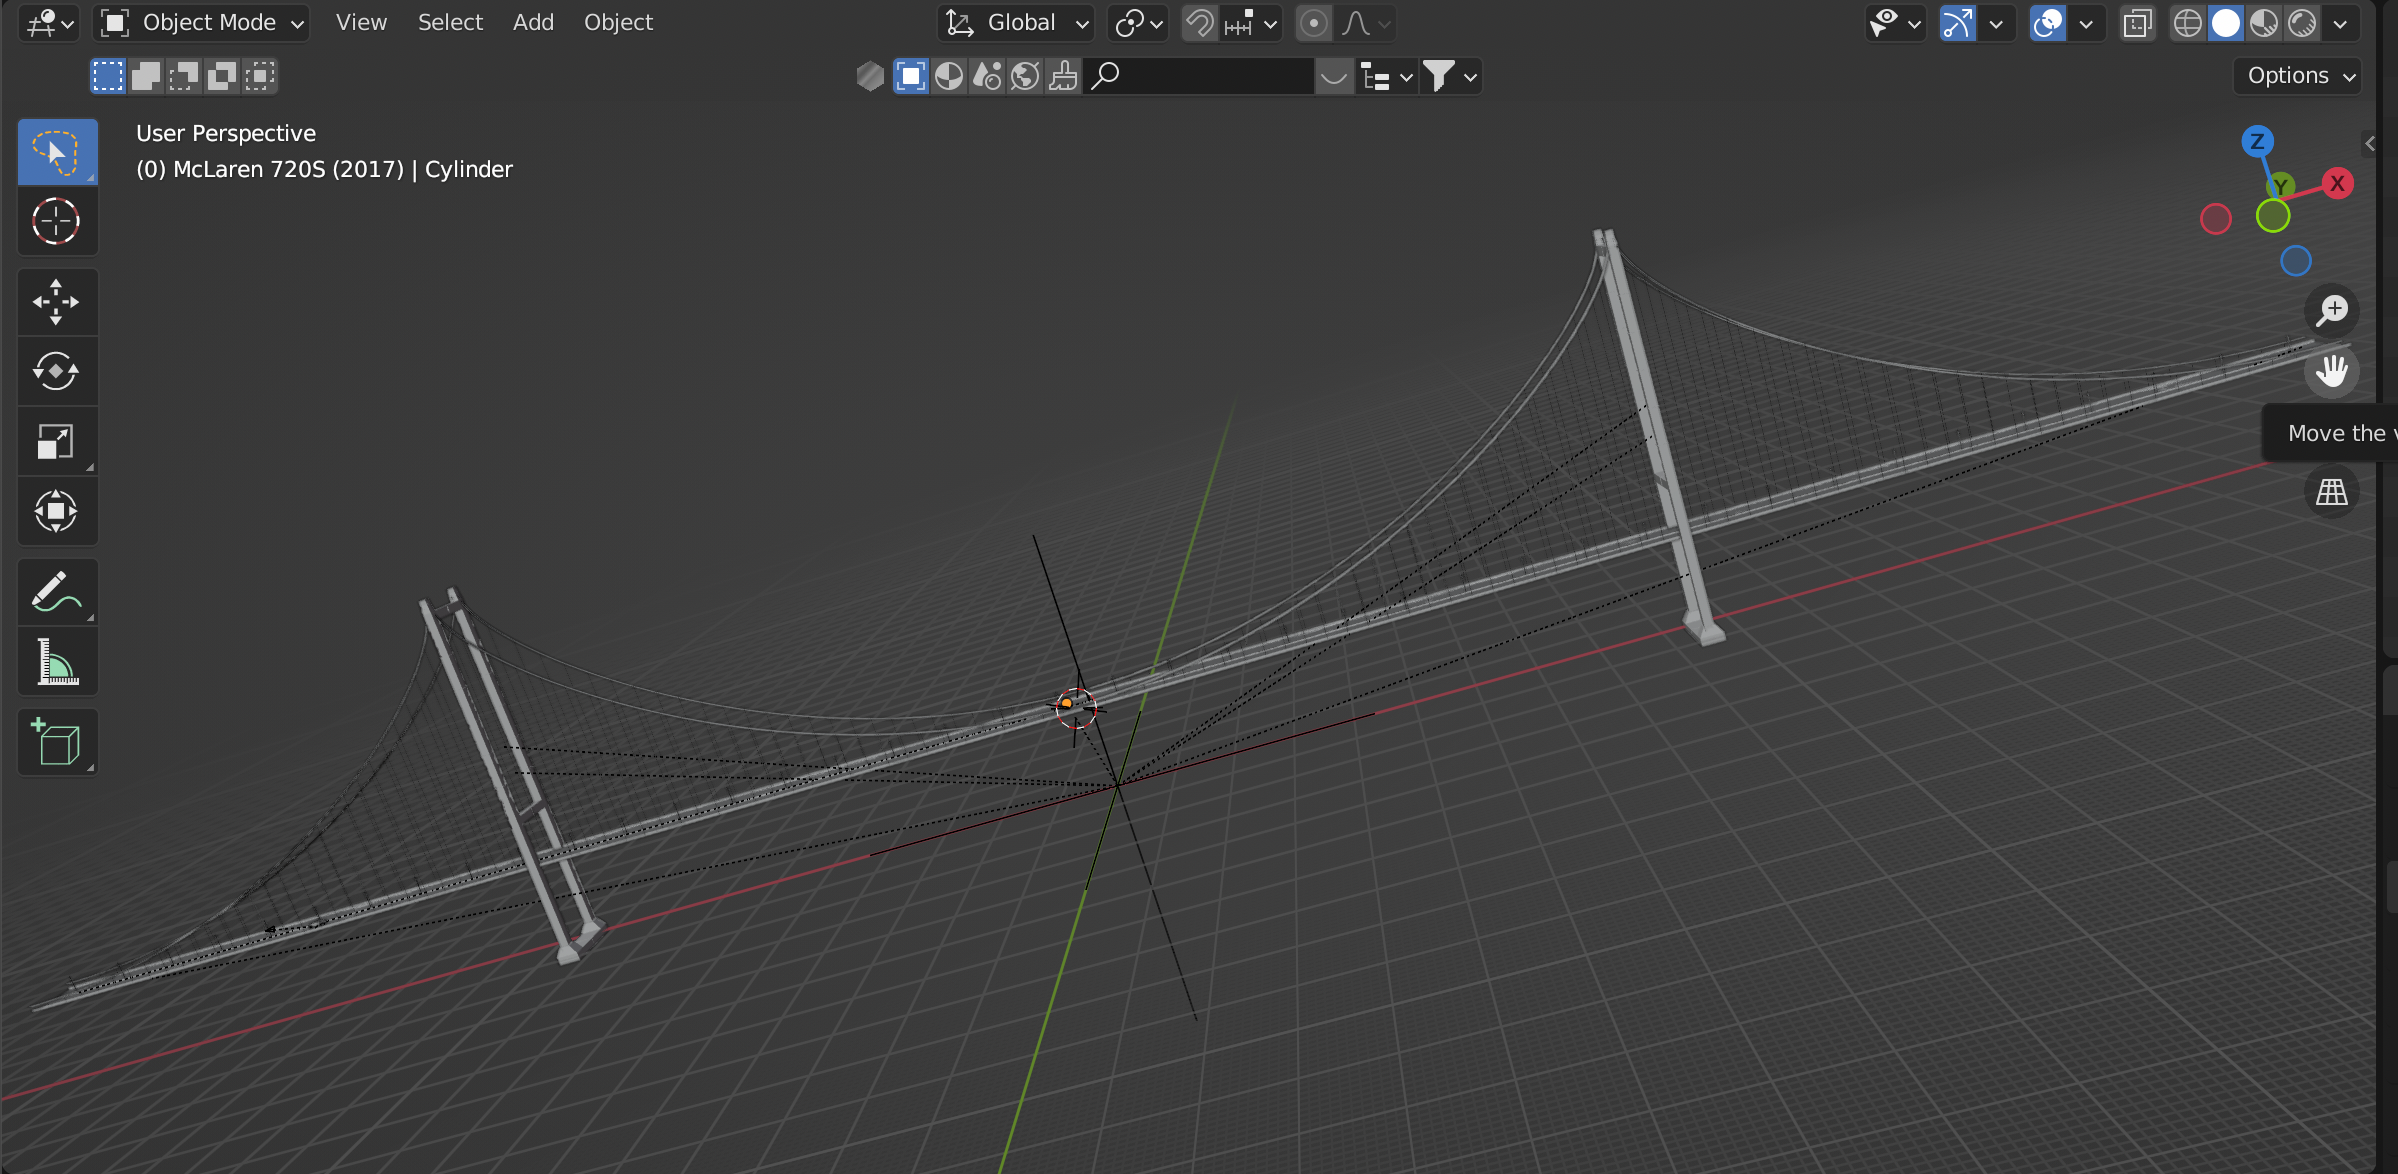 Object Mode View Select Add Object Global
Options
User Perspective
(0) McLaren 720S (2017) | Cylinder
Z
Y
X
Move the